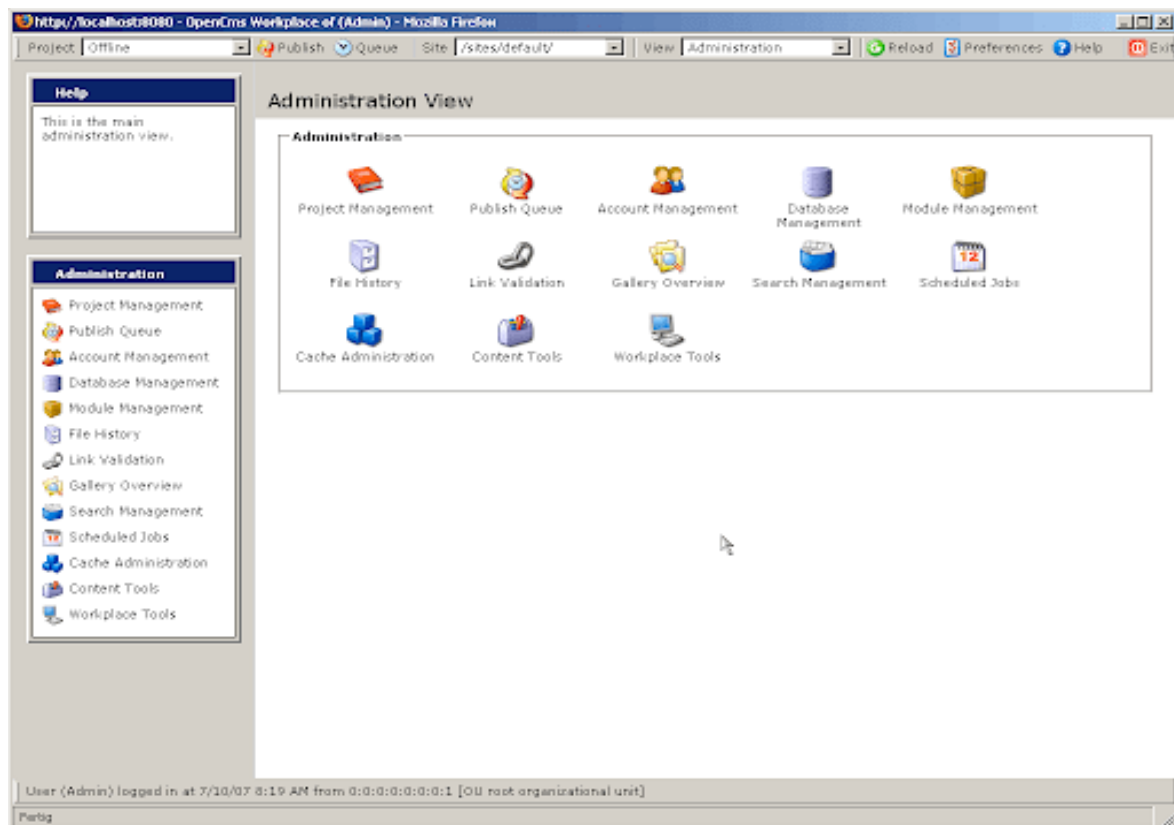 http://localhost:8080 - OpenCms Workplace of (Admin) - Mozilla Firefox
Project Offline Publish Queue Site /sites/default/ View Administration Reload Preferences Help Exit
Help
This is the main
administration view.
Administration
Project Management
Publish Queue
Account Management
Database Management
Module Management
File History
Link Validation
Gallery Overview
Search Management
Scheduled Jobs
Cache Administration
Content Tools
Workplace Tools
Administration View
Administration
Project Management Publish Queue Account Management Database Module Management
Management
File History Link Validation Gallery Overview Search Management Scheduled Jobs
12
Cache Administration Content Tools Workplace Tools
User (Admin) logged in at 7/10/07 8:19 AM from 0:0:0:0:0:0:0:1 [OU root organizational unit]
Fertig